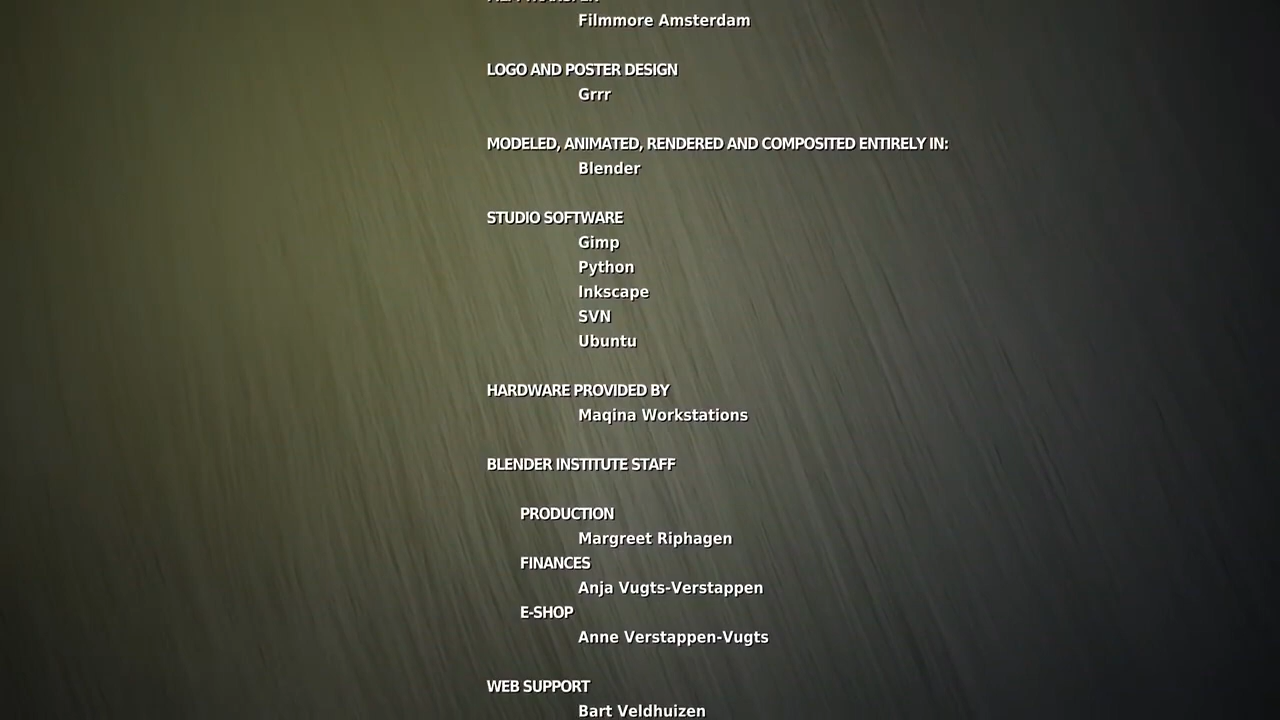 Filmmore Amsterdam
LOGO AND POSTER DESIGN
Grrr
MODELED, ANIMATED, RENDERED AND COMPOSITED ENTIRELY IN:
Blender
STUDIO SOFTWARE
Gimp
Python
Inkscape
SVN
Ubuntu
HARDWARE PROVIDED BY
Maqina Workstations
BLENDER INSTITUTE STAFF
PRODUCTION
Margreet Riphagen
FINANCES
Anja Vugts-Verstappen
E-SHOP
Anne Verstappen-Vugts
WEB SUPPORT
Bart Veldhuizen